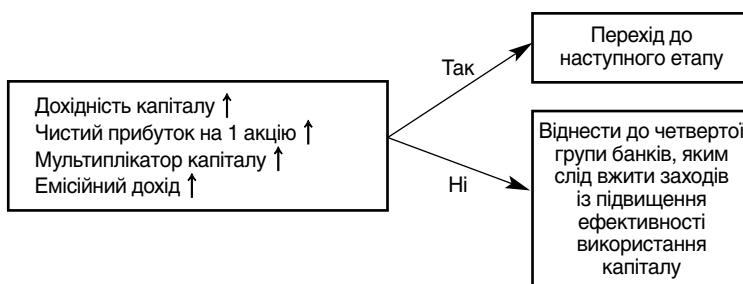 Дохідність капіталу ↑
Чистий прибуток на 1 акцію ↑
Мультиплікатор капіталу ↑
Емісійний дохід ↑
Так
Перехід до
наступного етапу
Ні
Віднести до четвертої
групи банків, яким
слід вжити заходів
із підвищення
ефективності
використання
капіталу